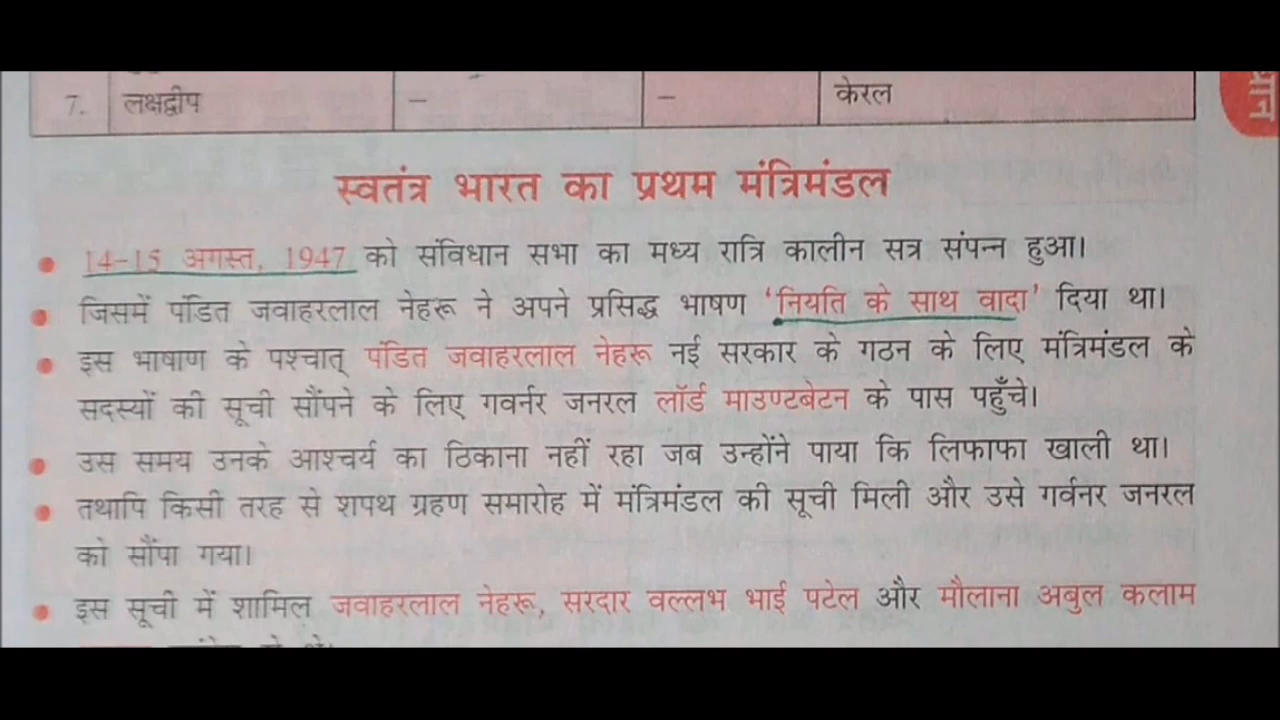 7. लक्षद्वीप – – केरल
धान
स्वतंत्र भारत का प्रथम मंत्रिमंडल
• 14-15 अगस्त, 1947 को संविधान सभा का मध्य रात्रि कालीन सत्र संपन्न हुआ।
• जिसमें पंडित जवाहरलाल नेहरू ने अपने प्रसिद्ध भाषण ‘नियति के साथ वादा’ दिया था।
• इस भाषाण के पश्चात् पंडित जवाहरलाल नेहरू नई सरकार के गठन के लिए मंत्रिमंडल के
सदस्यों की सूची सौंपने के लिए गवर्नर जनरल लॉर्ड माउण्टबेटन के पास पहुँचे।
• उस समय उनके आश्चर्य का ठिकाना नहीं रहा जब उन्होंने पाया कि लिफाफा खाली था।
• तथापि किसी तरह से शपथ ग्रहण समारोह में मंत्रिमंडल की सूची मिली और उसे गर्वनर जनरल
को सौंपा गया।
• इस सूची में शामिल जवाहरलाल नेहरू, सरदार वल्लभ भाई पटेल और मौलाना अबुल कलाम